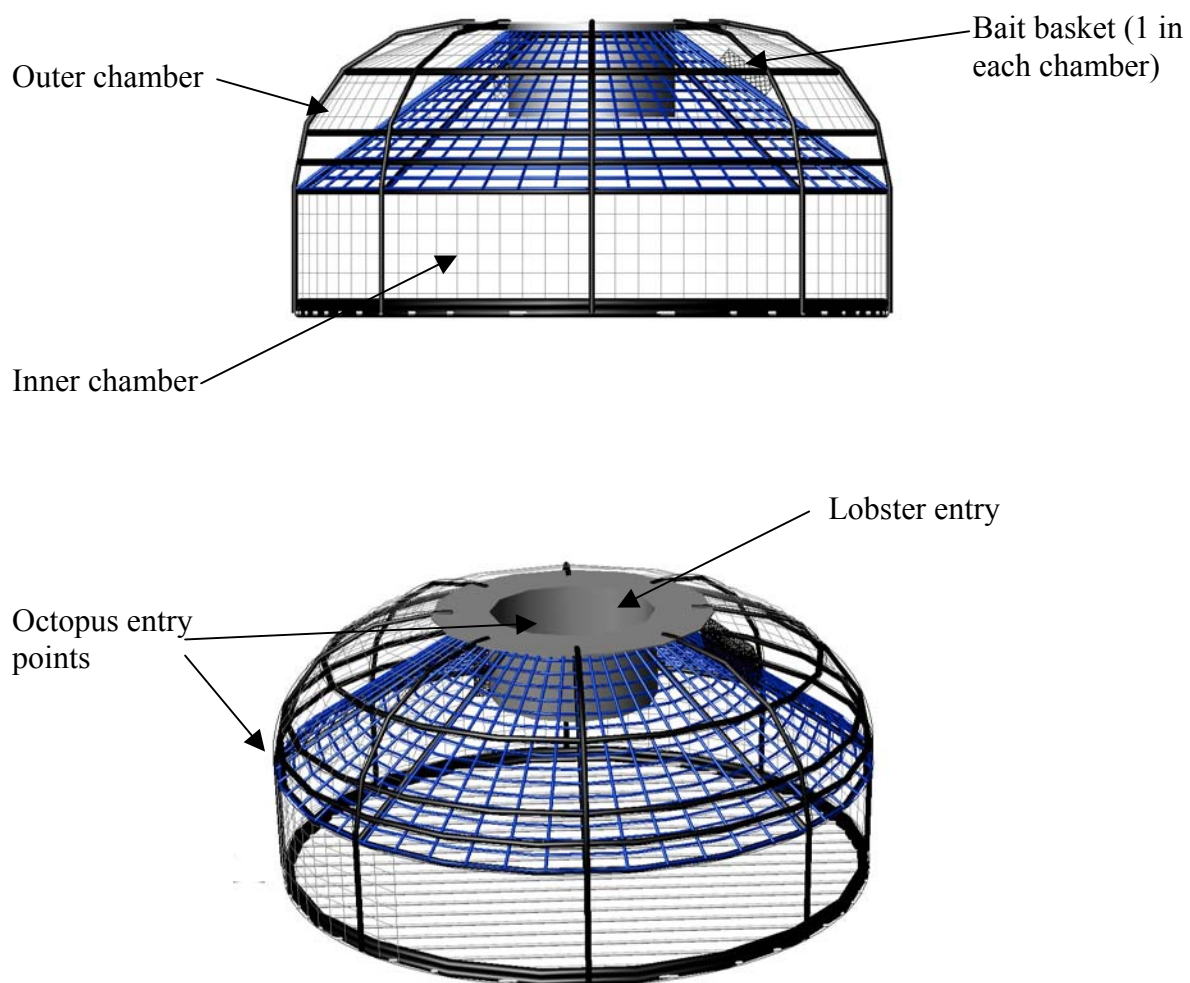 Outer chamber
Bait basket (1 in
each chamber)
Inner chamber
Lobster entry
Octopus entry
points